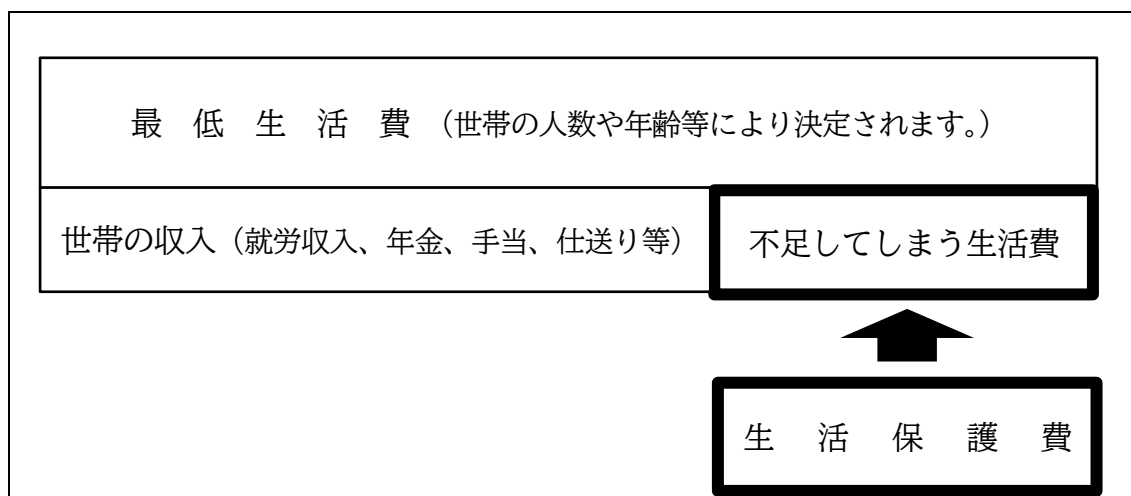 最低生活費（世帯の人数や年齢等により決定されます。）
世帯の収入（就労収入、年金、手当、仕送り等）
不足してしまう生活費
生活保護費